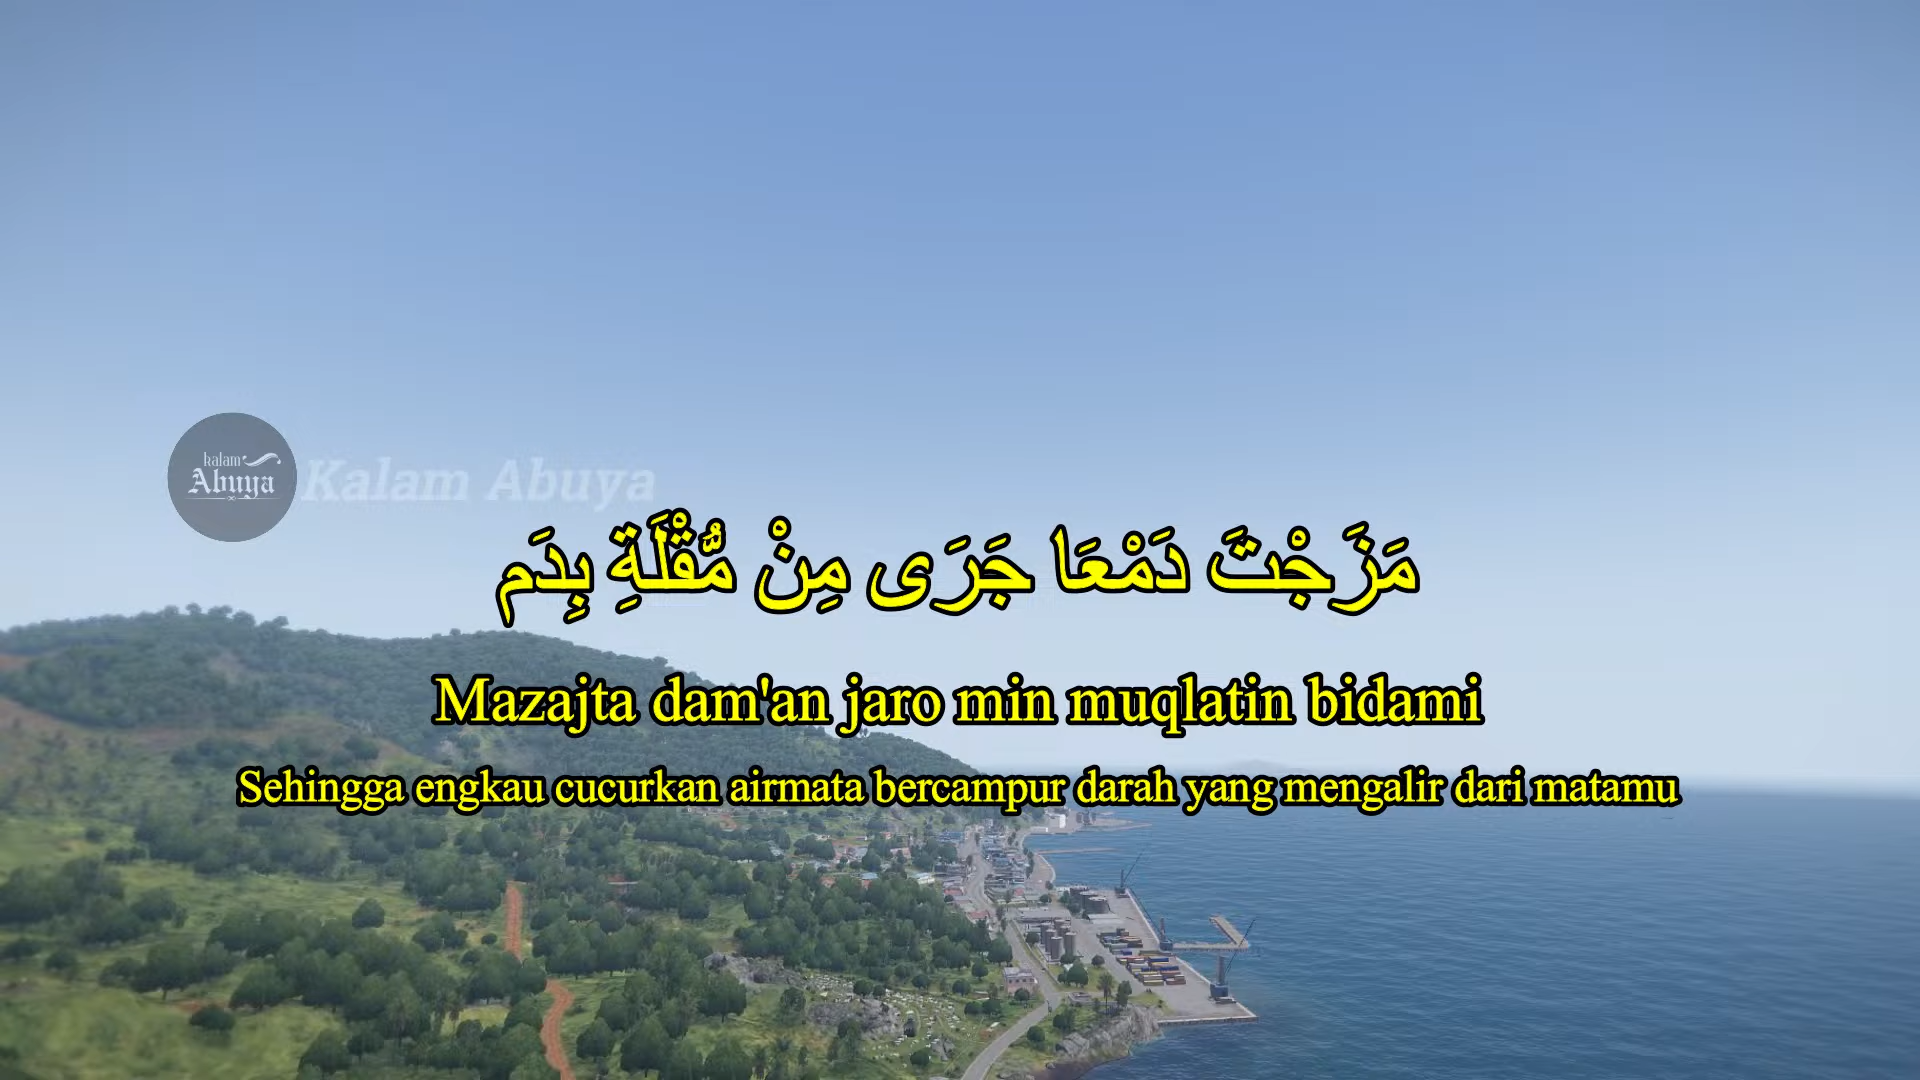 kalam
Abuya
Kalam Abuya
مَزَجْتَ دَمْعَا جَرَى مِنْ مُّقْلَةِ بِدَم
Mazajta dam'an jaro min muqlatin bidami
Sehingga engkau cucurkan airmata bercampur darah yang mengalir dari matamu